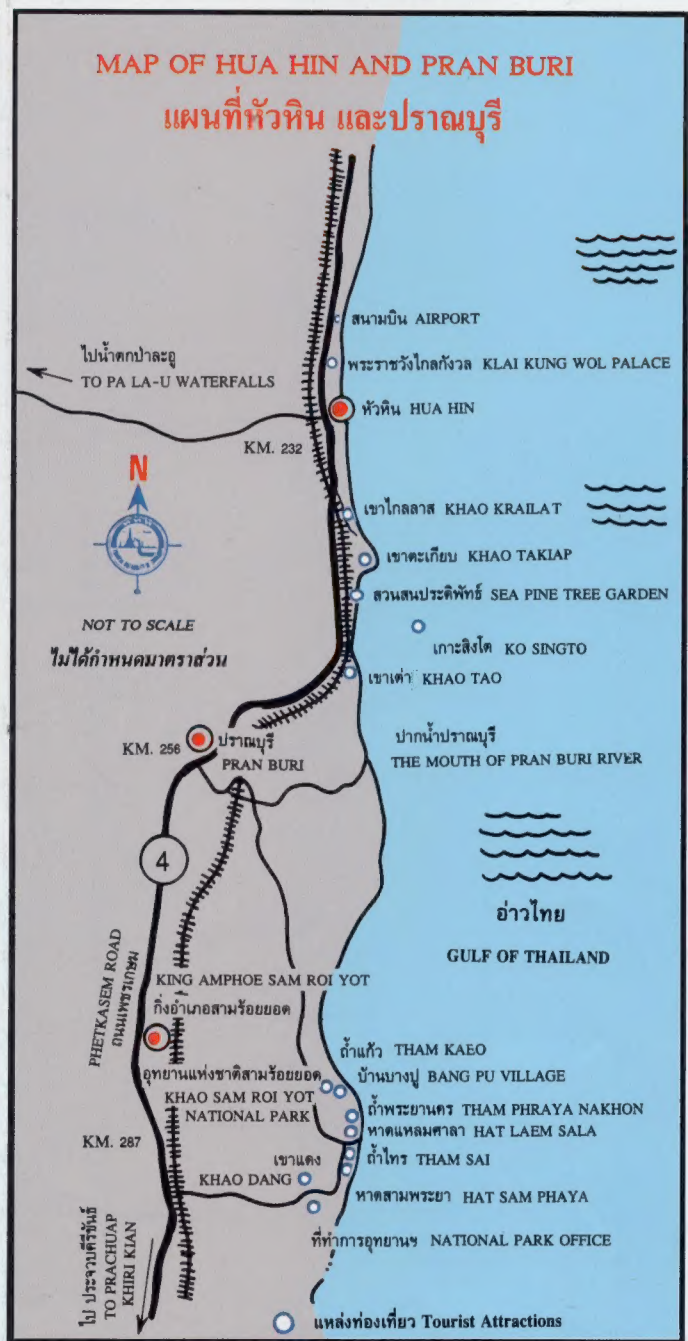 MAP OF HUA HIN AND PRAN BURI
แผนที่หัวหิน และปราณบุรี
สนามบิน AIRPORT
ไปน้ำตกป่าละอู
TO PA LA-U WATERFALLS
พระราชวังไกลกังวล KLAI KUNG WOL PALACE
หัวหิน HUA HIN
KM. 232
N
เขาไกลลาส KHAO KRAILAT
เขาตะเกียบ KHAO TAKIAP
สวนสนประดิพัทธ์ SEA PINE TREE GARDEN
NOT TO SCALE
ไม่ได้กำหนดมาตราส่วน
เกาะสิงโต KO SINGTO
เขาเต่า KHAO TAO
KM. 256
ปราณบุรี
PRAN BURI
ปากน้ำปราณบุรี
THE MOUTH OF PRAN BURI RIVER
4
อ่าวไทย
GULF OF THAILAND
PHETKASEM ROAD
ถนนเพชรเกษม
KING AMPHOE SAM ROI YOT
กิ่งอำเภอสามร้อยยอด
ถ้ำแก้ว THAM KAEO
อุทยานแห่งชาติสามร้อยยอด
KHAO SAM ROI YOT
NATIONAL PARK
บ้านบางปู BANG PU VILLAGE
ถ้ำพระยานคร THAM PHRAYA NAKHON
หาดแหลมศาลา HAT LAEM SALA
KM. 287
เขาแดง
KHAO DANG
ถ้ำไทร THAM SAI
หาดสามพระยา HAT SAM PHAYA
ที่ทำการอุทยานฯ NATIONAL PARK OFFICE
ไป ประจวบคีรีขันธ์
TO PRACHUAP
KHIRI KIAN
แหล่งท่องเที่ยว Tourist Attractions